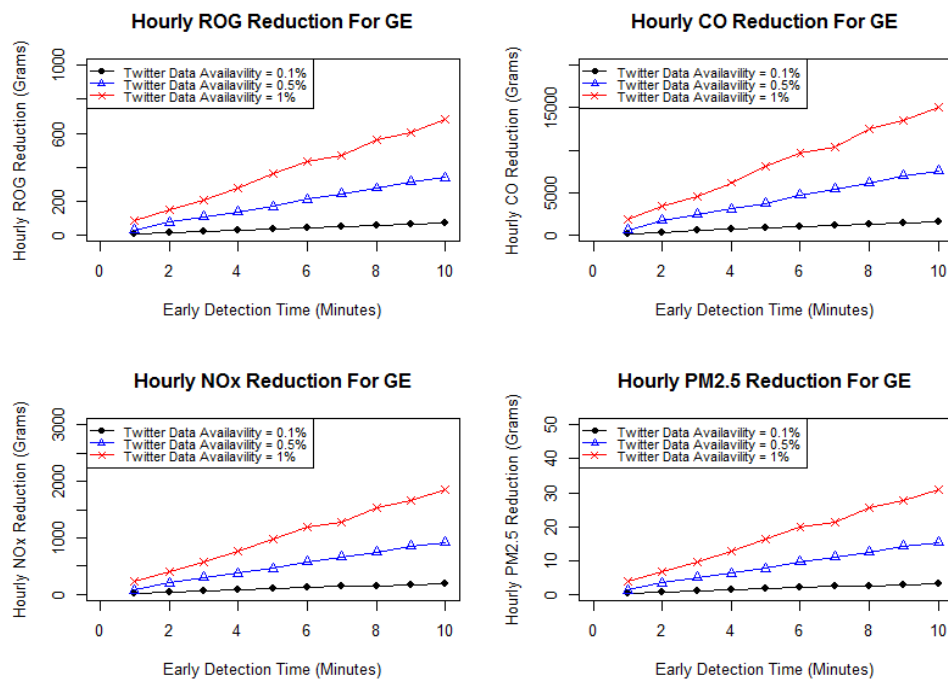 Hourly ROG Reduction For GE
Hourly ROG Reduction (Grams)
1000
600
200
0
Twitter Data Availavility = 0.1%
Twitter Data Availavility = 0.5%
Twitter Data Availavility = 1%
0 2 4 6 8 10
Early Detection Time (Minutes)
Hourly CO Reduction For GE
Hourly CO Reduction (Grams)
15000
5000
0
Twitter Data Availavility = 0.1%
Twitter Data Availavility = 0.5%
Twitter Data Availavility = 1%
0 2 4 6 8 10
Early Detection Time (Minutes)
Hourly NOx Reduction For GE
Hourly NOx Reduction (Grams)
3000
2000
1000
0
Twitter Data Availavility = 0.1%
Twitter Data Availavility = 0.5%
Twitter Data Availavility = 1%
0 2 4 6 8 10
Early Detection Time (Minutes)
Hourly PM2.5 Reduction For GE
Hourly PM2.5 Reduction (Grams)
50
40
30
20
10
0
Twitter Data Availavility = 0.1%
Twitter Data Availavility = 0.5%
Twitter Data Availavility = 1%
0 2 4 6 8 10
Early Detection Time (Minutes)